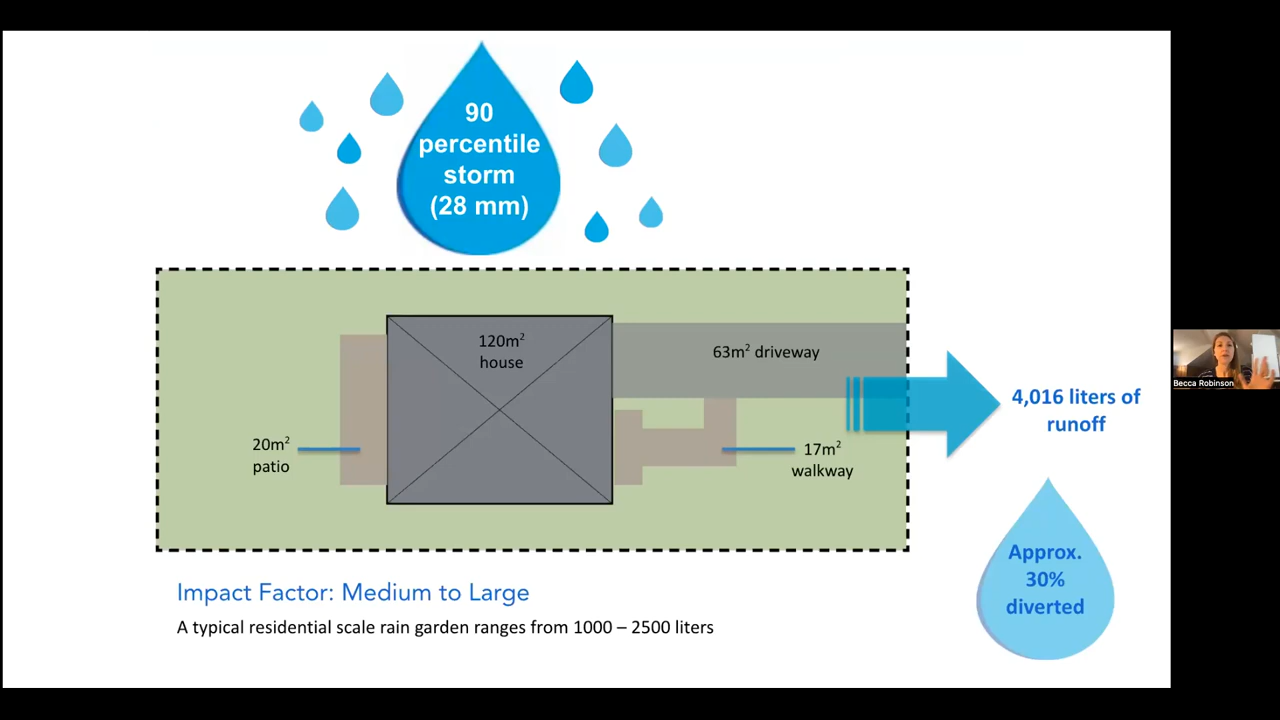 90
percentile
storm
(28 mm)
120m²
house
63m² driveway
20m²
patio
17m²
walkway
4,016 liters of
runoff
Approx.
30%
diverted
Impact Factor: Medium to Large
A typical residential scale rain garden ranges from 1000 – 2500 liters
Becca Robinson